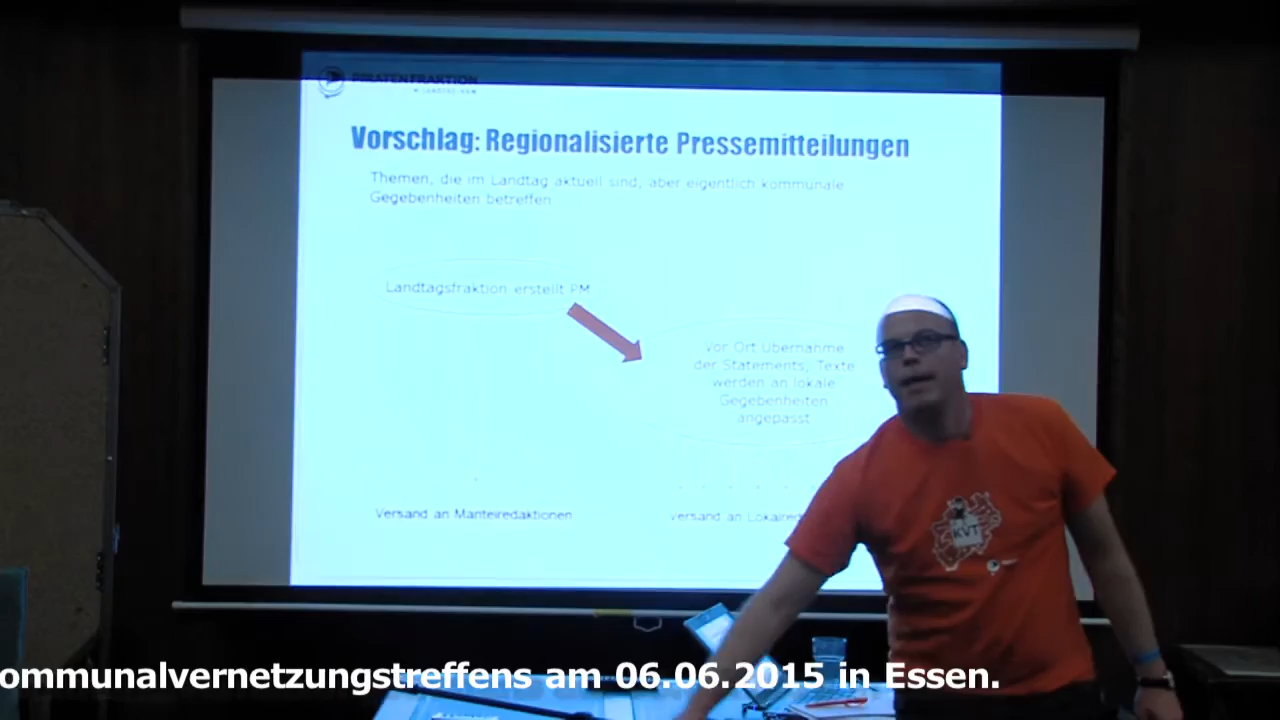 PIRATENFRAKTION
Vorschlag: Regionalisierte Pressemitteilungen
Themen, die im Landtag aktuell sind, aber eigentlich kommunale
Gegebenheiten betreffen
Landtagsfraktion erstellt PM
Vor Ort Übernahme
der Statements, Texte
werden an lokale
Gegebenheiten
angepasst
Versand an Mantelredaktionen
Versand an Lokalred
KVT
ommunalvernetzungstreffens am 06.06.2015 in Essen.